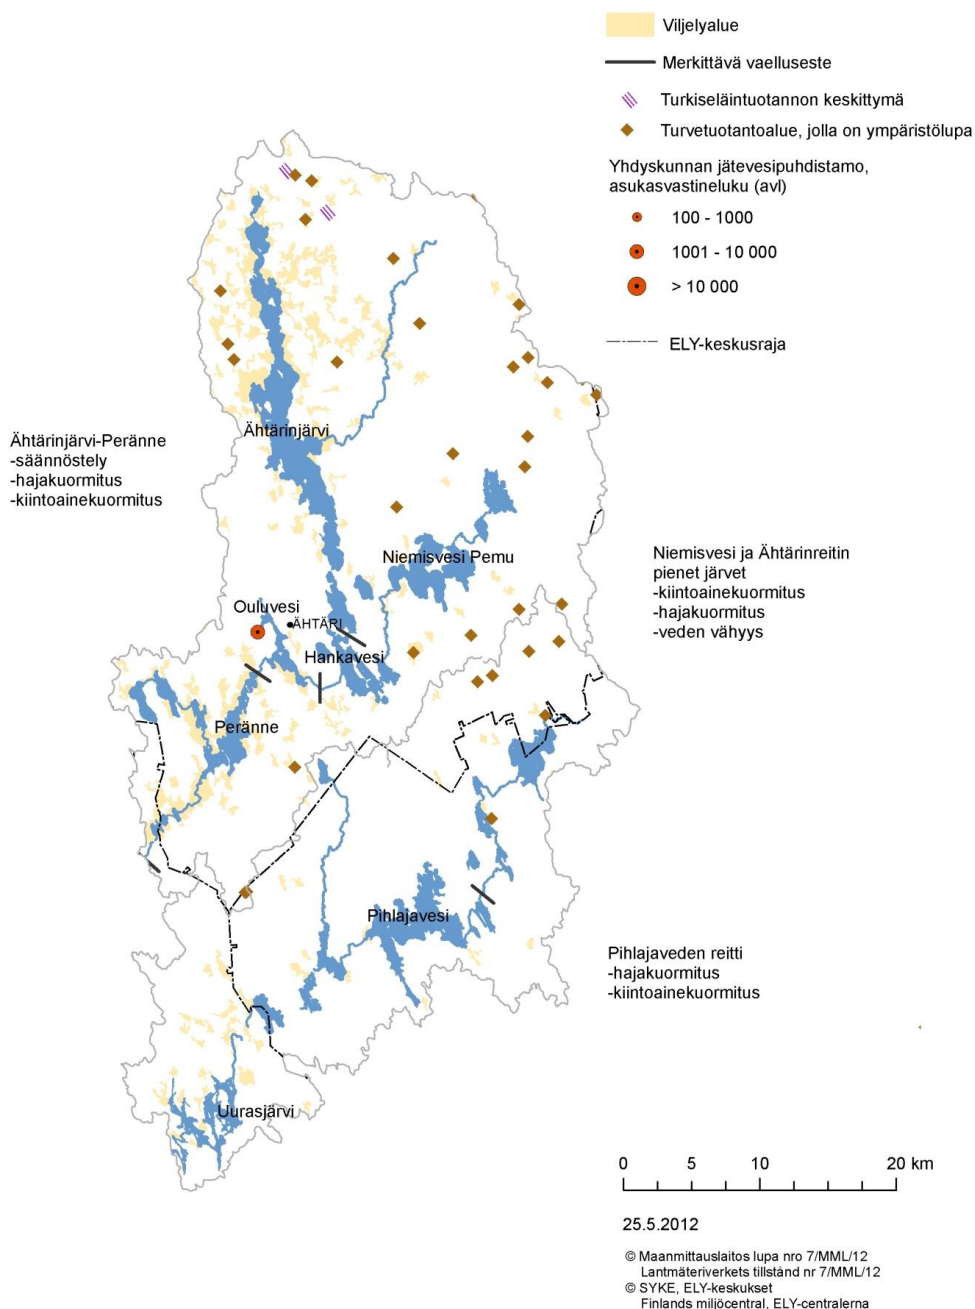 Viljelyalue
Merkittävä vaelluseste
Turkiseläintuotannon keskittymä
Turvetuotantoalue, jolla on ympäristölupa
Yhdyskunnan jätevesipuhdistamo,
asukasvastineluku (avl)
100 - 1000
1001 - 10 000
> 10 000
ELY-keskusraja
Ähtärinjärvi
Ähtärinjärvi-Peränne
-säännöstely
-hajakuormitus
-kiintoainekuormitus
Niemisvesi Pemu
Niemisvesi ja Ähtärinreitin
pienet järvet
-kiintoainekuormitus
-hajakuormitus
-veden vähyys
Ouluvesi
ÄHTÄRI
Hankavesi
Peränne
Pihlajavesi
Pihlajaveden reitti
-hajakuormitus
-kiintoainekuormitus
Uurasjärvi
0 5 10 20 km
25.5.2012
© Maanmittauslaitos lupa nro 7/MML/12
Lantmäteriverkets tillstånd nr 7/MML/12
© SYKE, ELY-keskukset
Finlands miljöcentral, ELY-centralerna